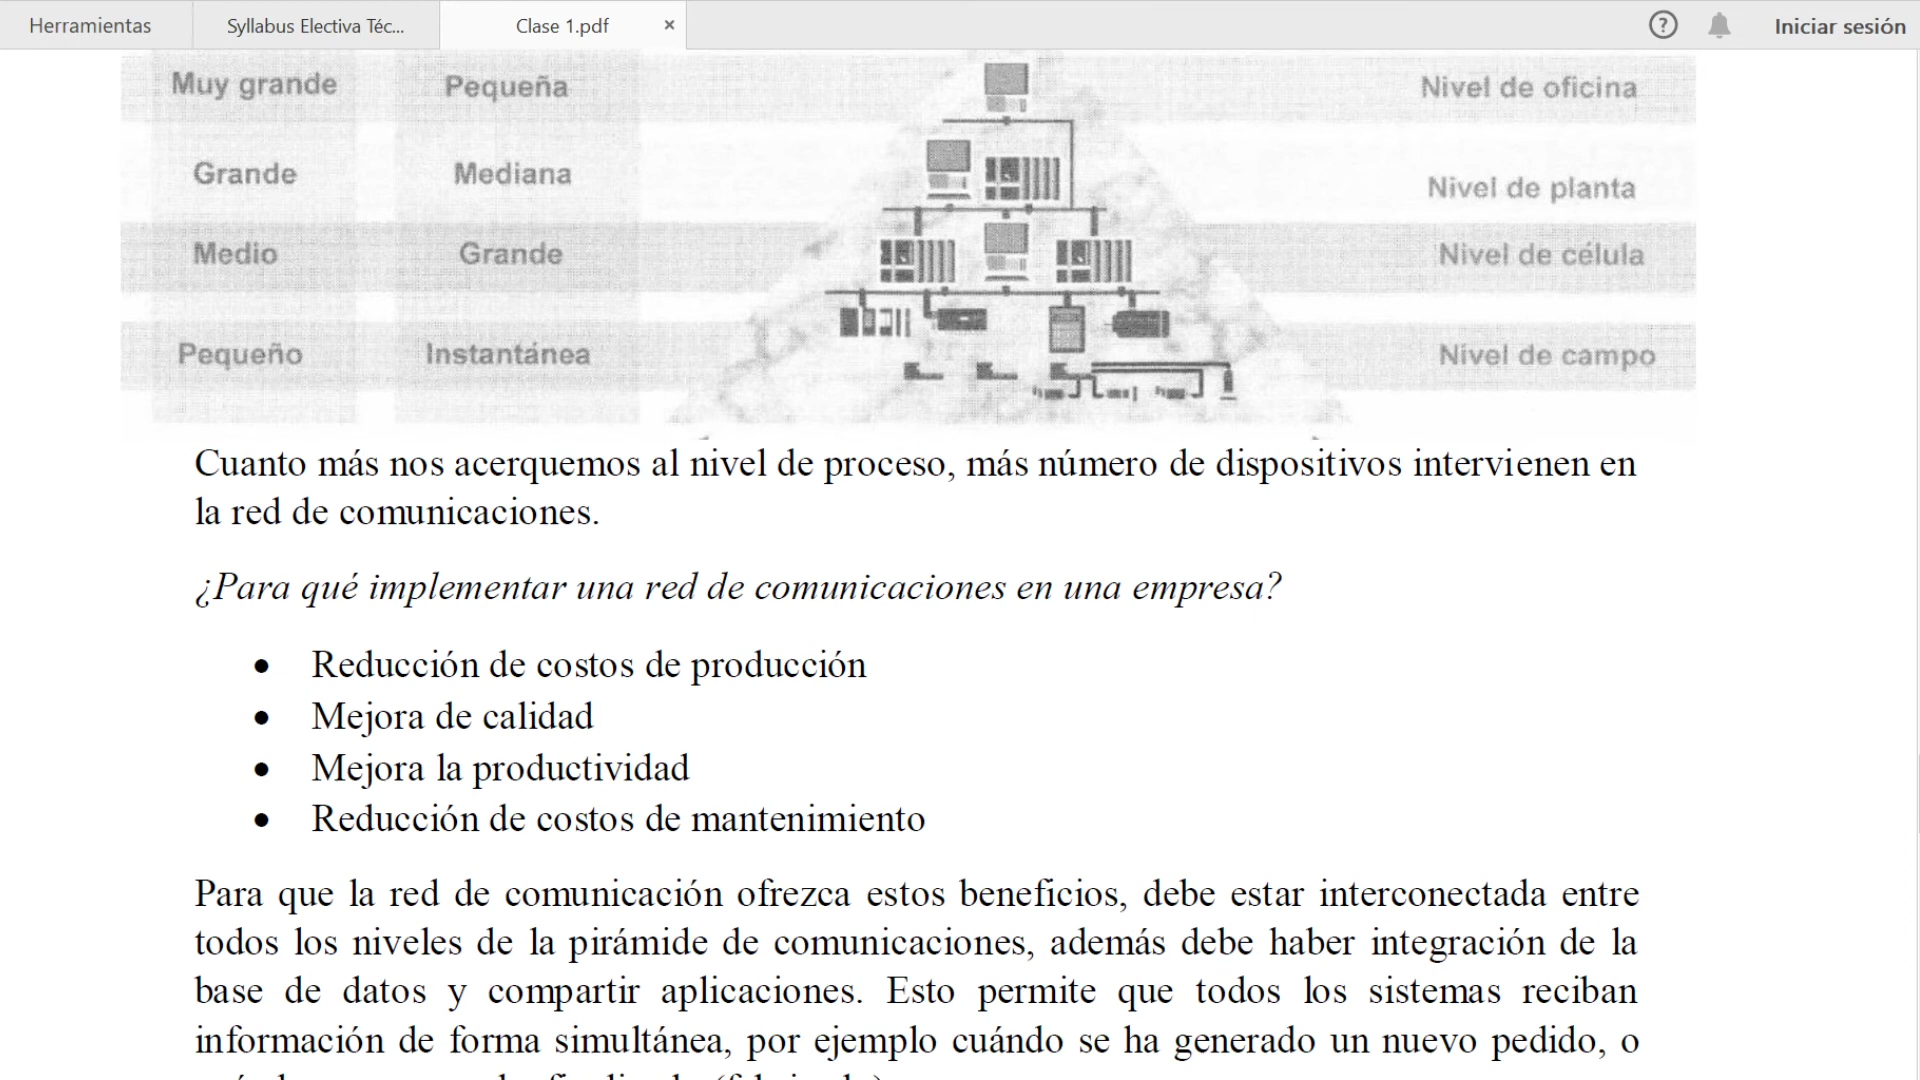 Herramientas Syllabus Electiva Téc... Clase 1.pdf × ? Iniciar sesión
Muy grande Pequeña Nivel de oficina
Grande Mediana Nivel de planta
Medio Grande Nivel de célula
Pequeño Instantánea Nivel de campo
Cuanto más nos acerquemos al nivel de proceso, más número de dispositivos intervienen en
la red de comunicaciones.
¿Para qué implementar una red de comunicaciones en una empresa?
• Reducción de costos de producción
• Mejora de calidad
• Mejora la productividad
• Reducción de costos de mantenimiento
Para que la red de comunicación ofrezca estos beneficios, debe estar interconectada entre
todos los niveles de la pirámide de comunicaciones, además debe haber integración de la
base de datos y compartir aplicaciones. Esto permite que todos los sistemas reciban
información de forma simultánea, por ejemplo cuándo se ha generado un nuevo pedido, o